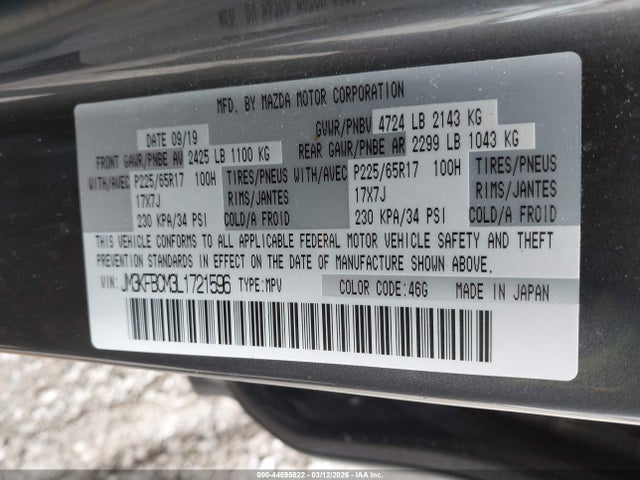 MFD. BY MAZDA MOTOR CORPORATION
DATE 09/19 GVWR/PNBV 4724 LB 2143 KG
FRONT GAWR/PNBE AV 2425 LB 1100 KG REAR GAWR/PNBE AR 2299 LB 1043 KG
WITH/AVEC P225/65R17 100H TIRES/PNEUS WITH/AVEC P225/65R17 100H TIRES/PNEUS
17X7J RIMS/JANTES 17X7J RIMS/JANTES
230 KPA/34 PSI COLD/A FROID 230 KPA/34 PSI COLD/A FROID
THIS VEHICLE CONFORMS TO ALL APPLICABLE FEDERAL MOTOR VEHICLE SAFETY AND THEFT
PREVENTION STANDARDS IN EFFECT ON THE DATE OF MANUFACTURE SHOWN ABOVE.
VIN: JM3KFBCM3L1721596 TYPE:MPV COLOR CODE:46G MADE IN JAPAN
© IAA 000-44595822 - 03/12/2026 - COPYRIGHT IAA, LLC.